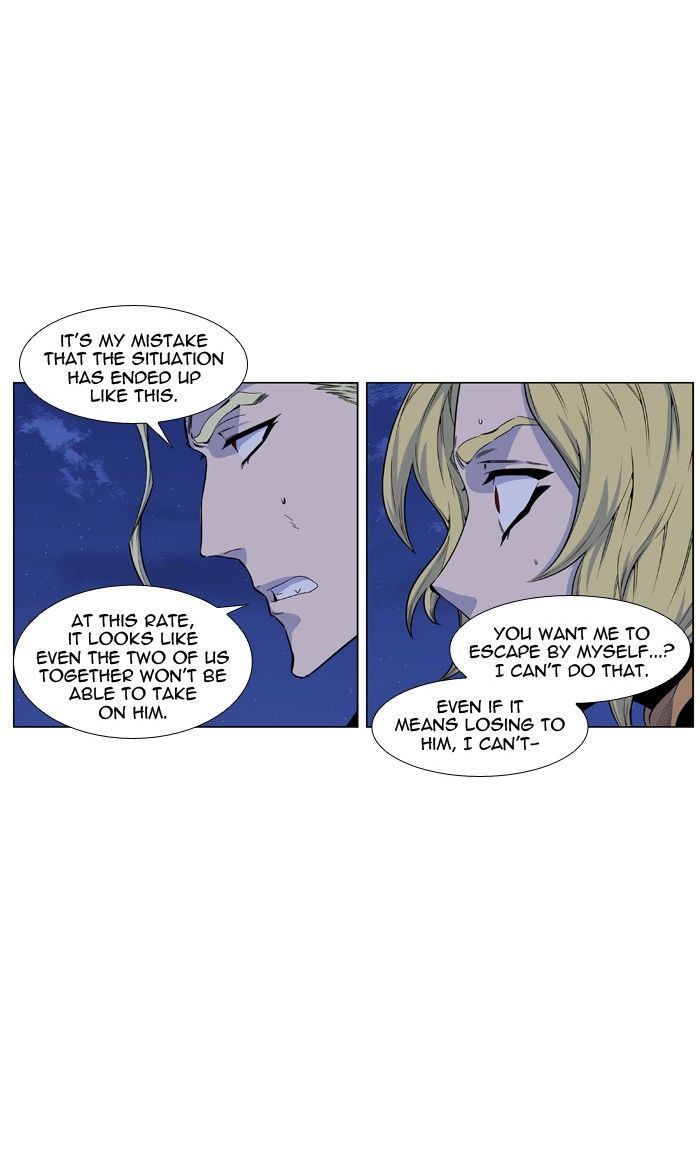 IT'S MY MISTAKE
THAT THE SITUATION
HAS ENDED UP
LIKE THIS.
AT THIS RATE,
IT LOOKS LIKE
EVEN THE TWO OF US
TOGETHER WON'T BE
ABLE TO TAKE
ON HIM.
YOU WANT ME TO
ESCAPE BY MYSELF...?
I CAN'T DO THAT.
EVEN IF IT
MEANS LOSING TO
HIM, I CAN'T-